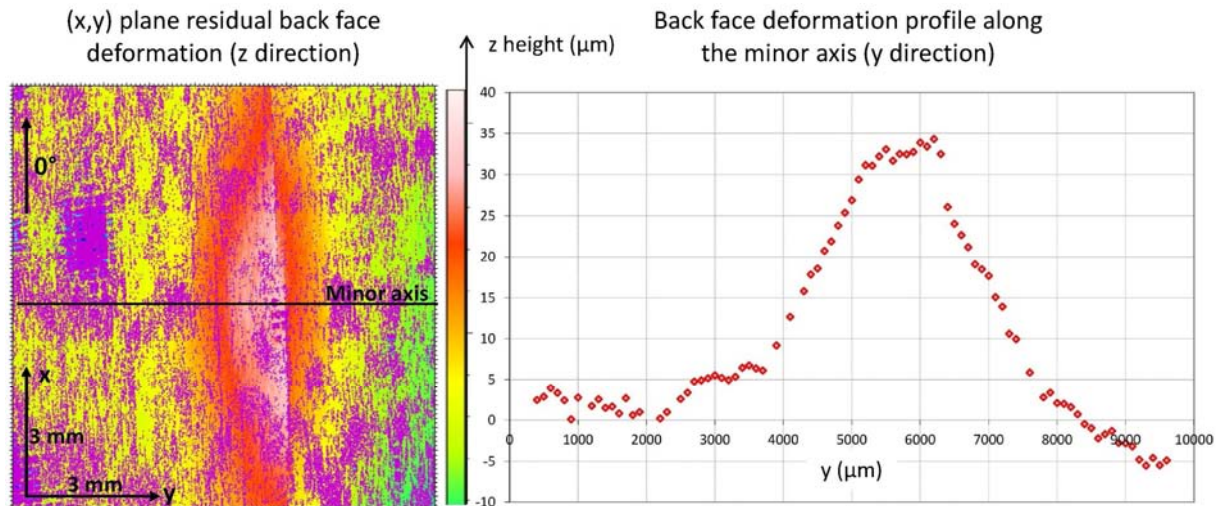 (x,y) plane residual back face
deformation (z direction)
z height (µm)
Back face deformation profile along
the minor axis (y direction)
0°
Minor axis
x
3 mm
3 mm
y
40
35
30
25
20
15
10
5
0
-5
-10
0 1000 2000 3000 4000 5000 6000 7000 8000 9000 10000
y (µm)